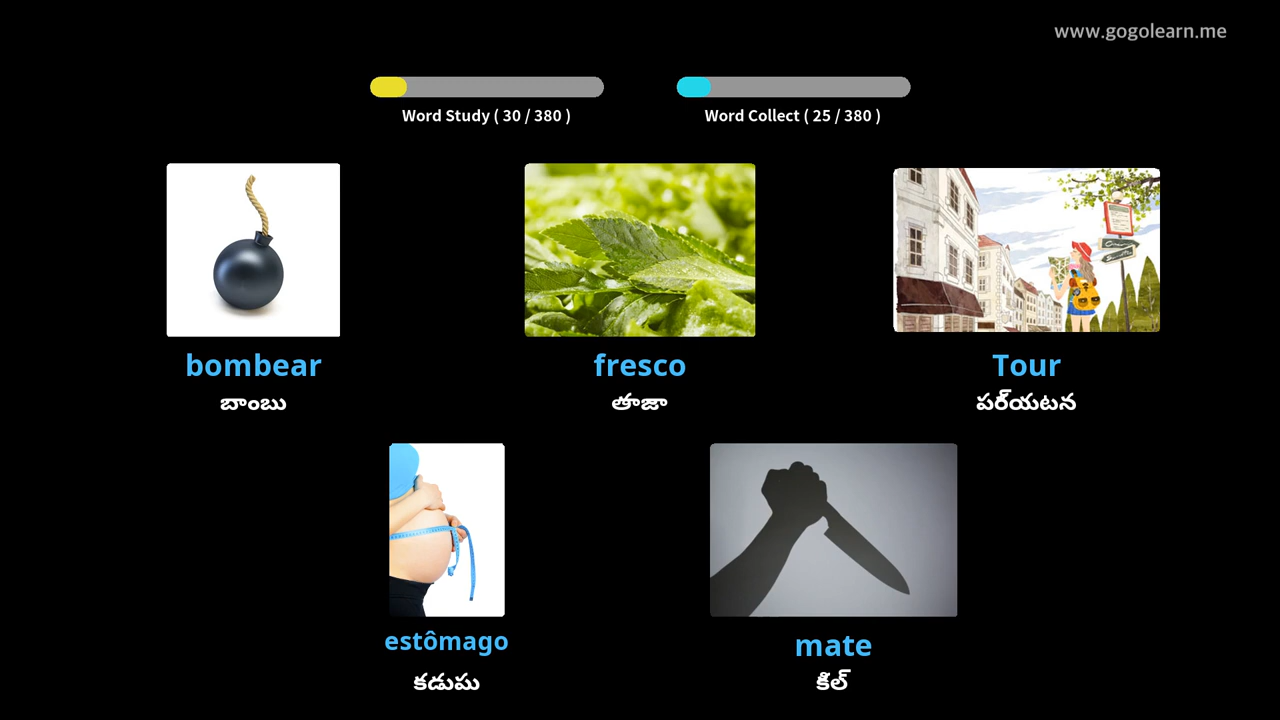 www.gogolearn.me
Word Study ( 30 / 380 )
Word Collect ( 25 / 380 )
bombear
బాంబు
fresco
తాజా
Tour
పర్‌యటన
estômago
కడుపు
mate
కిల్